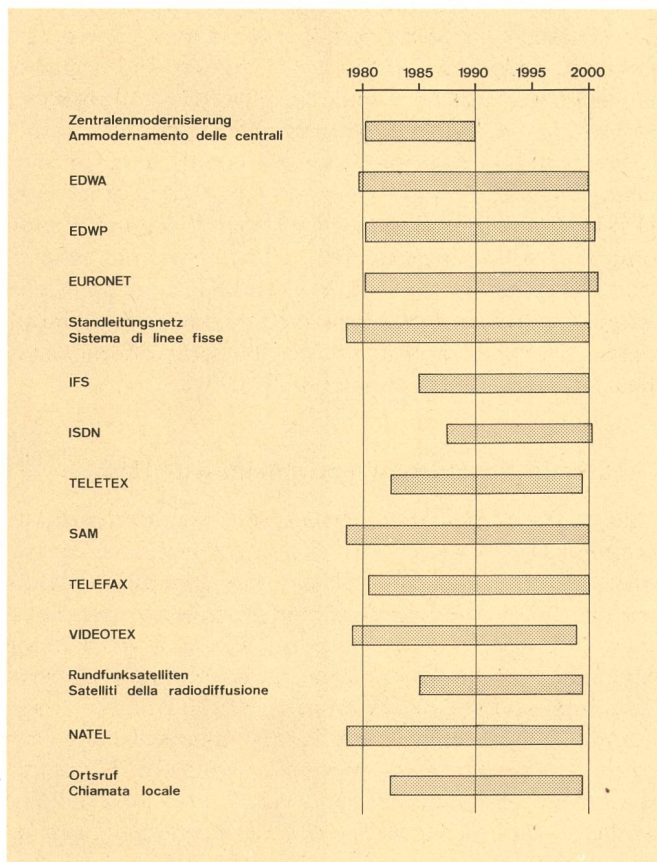 1980 1985 1990 1995 2000
Zentralenmodernisierung
Ammodernamento delle centrali
EDWA
EDWP
EURONET
Standleitungsnetz
Sistema di linee fisse
IFS
ISDN
TELETEX
SAM
TELEFAX
VIDEOTEX
Rundfunksatelliten
Satelliti della radiodiffusione
NATEL
Ortsruf
Chiamata locale